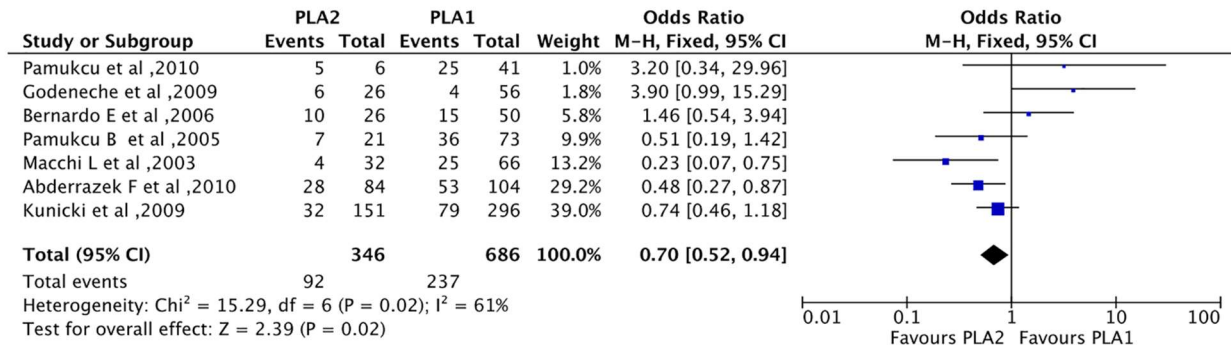 PLA2 PLA1 Odds Ratio Odds Ratio
Study or Subgroup Events Total Events Total Weight M-H, Fixed, 95% CI M-H, Fixed, 95% CI
Pamukcu et al ,2010 5 6 25 41 1.0% 3.20 [0.34, 29.96]
Godeneche et al ,2009 6 26 4 56 1.8% 3.90 [0.99, 15.29]
Bernardo E et al ,2006 10 26 15 50 5.8% 1.46 [0.54, 3.94]
Pamukcu B et al ,2005 7 21 36 73 9.9% 0.51 [0.19, 1.42]
Macchi L et al ,2003 4 32 25 66 13.2% 0.23 [0.07, 0.75]
Abderrazek F et al ,2010 28 84 53 104 29.2% 0.48 [0.27, 0.87]
Kunicki et al ,2009 32 151 79 296 39.0% 0.74 [0.46, 1.18]
Total (95% CI) 346 686 100.0% 0.70 [0.52, 0.94]
Total events 92 237
Heterogeneity: Chi² = 15.29, df = 6 (P = 0.02); I² = 61%
Test for overall effect: Z = 2.39 (P = 0.02)
0.01 0.1 1 10 100
Favours PLA2 Favours PLA1